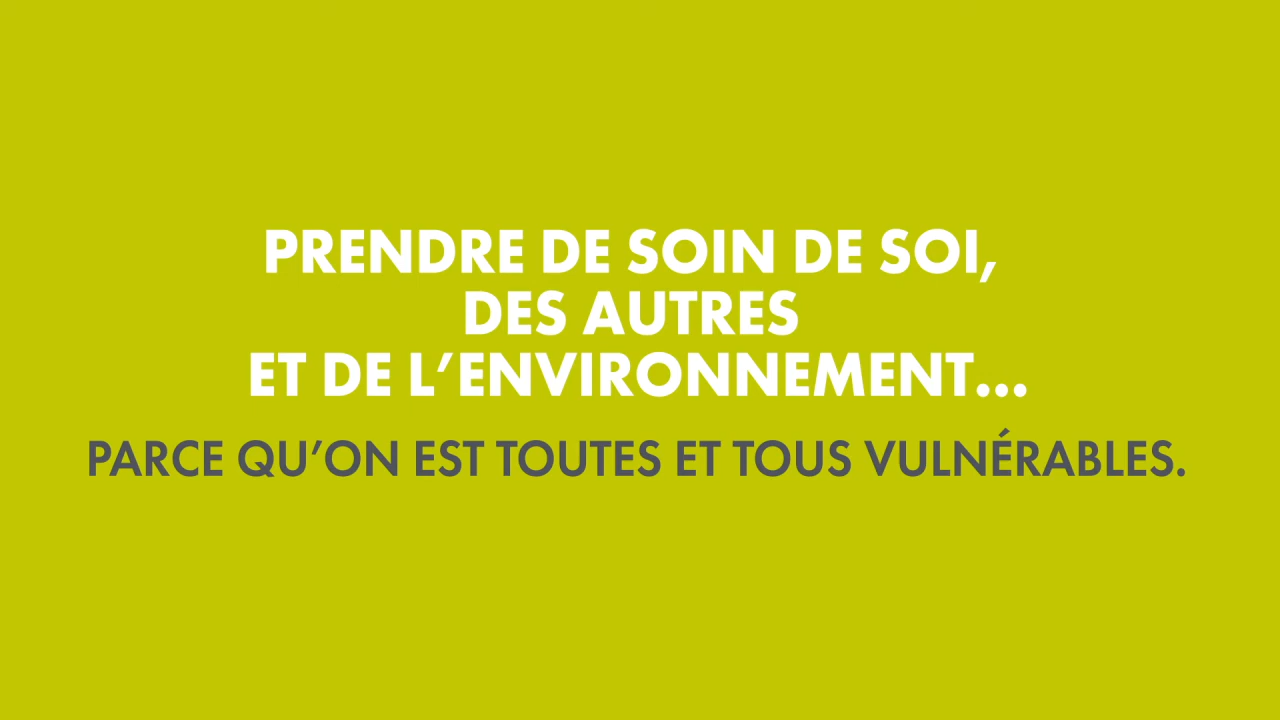 PRENDRE DE SOIN DE SOI,
DES AUTRES
ET DE L’ENVIRONNEMENT...
PARCE QU’ON EST TOUTES ET TOUS VULNÉRABLES.